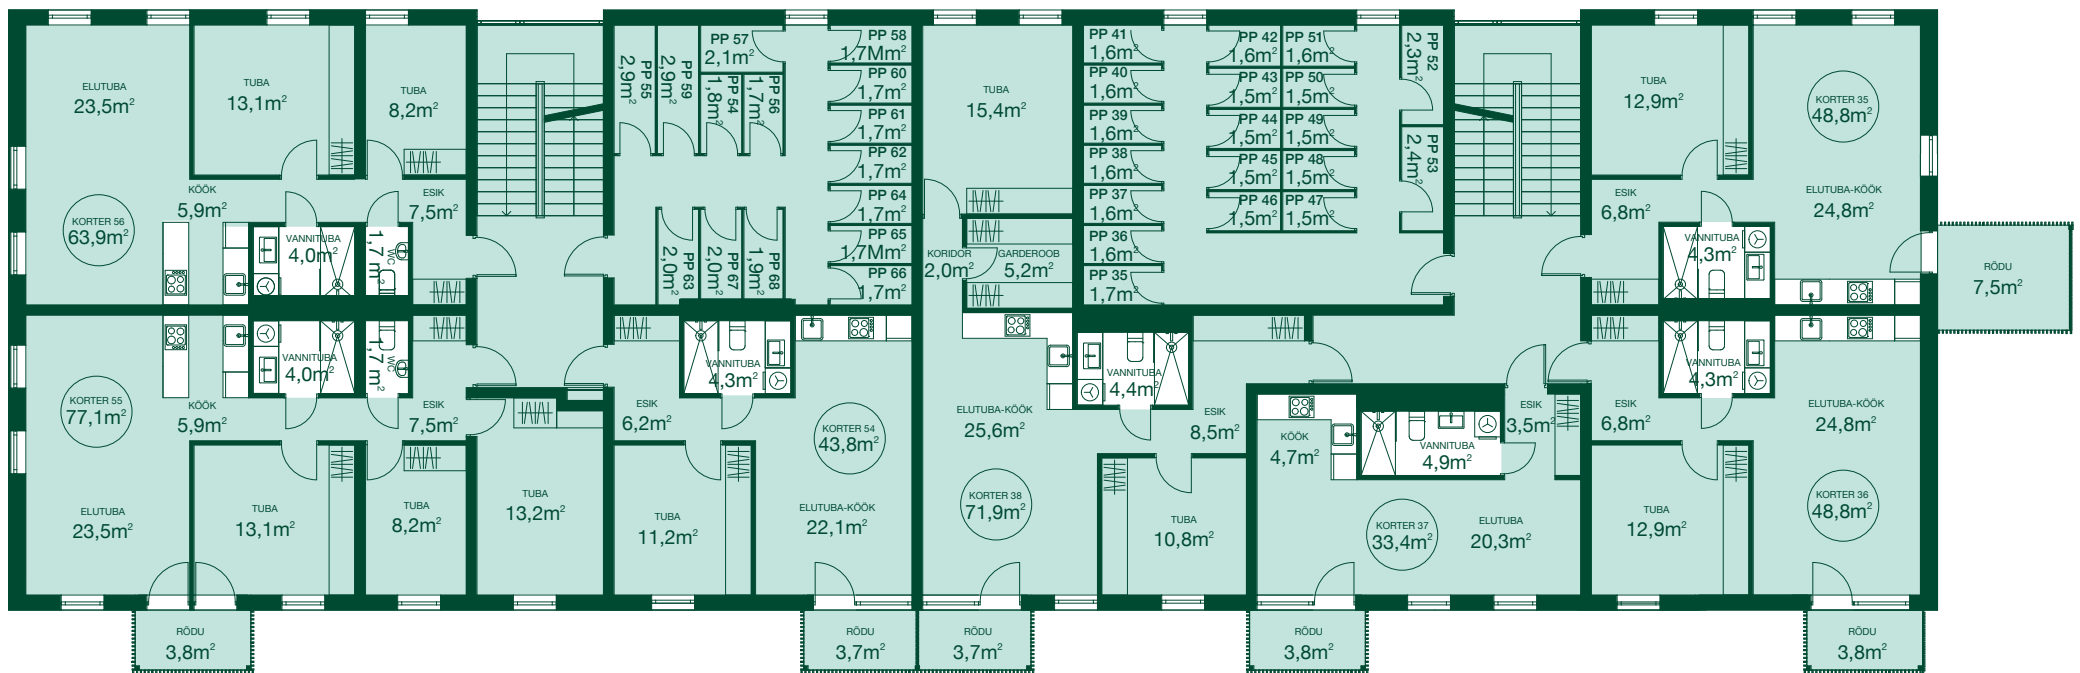 ELUTUBA
23,5m²
TUBA
13,1m²
TUBA
8,2m²
KÖÖK
5,9m²
KORTER 56
63,9m²
VANNITUBA
4,0m²
WC
1,7m²
ESIK
7,5m²
PP 55
2,9m²
PP 59
2,9m²
PP 57
2,1m²
PP 54
1,8m²
PP 56
1,7m²
PP 58
1,7Mm²
PP 60
1,7m²
PP 61
1,7m²
PP 62
1,7m²
PP 64
1,7m²
PP 65
1,7Mm²
PP 66
1,7m²
PP 63
2,0m²
PP 67
2,0m²
PP 68
1,9m²
TUBA
15,4m²
KORIDOR
2,0m²
GARDEROOB
5,2m²
PP 41
1,6m²
PP 40
1,6m²
PP 39
1,6m²
PP 38
1,6m²
PP 37
1,6m²
PP 36
1,6m²
PP 35
1,7m²
PP 42
1,6m²
PP 43
1,5m²
PP 44
1,5m²
PP 45
1,5m²
PP 46
1,5m²
PP 51
1,6m²
PP 50
1,5m²
PP 49
1,5m²
PP 48
1,5m²
PP 47
1,5m²
PP 52
2,3m²
PP 53
2,4m²
TUBA
12,9m²
KORTER 35
48,8m²
ESIK
6,8m²
ELUTUBA-KÖÖK
24,8m²
VANNITUBA
4,3m²
RÕDU
7,5m²
KORTER 55
77,1m²
KÖÖK
5,9m²
VANNITUBA
4,0m²
WC
1,7m²
ESIK
7,5m²
ELUTUBA
23,5m²
TUBA
13,1m²
TUBA
8,2m²
TUBA
13,2m²
ESIK
6,2m²
VANNITUBA
4,3m²
KORTER 54
43,8m²
TUBA
11,2m²
ELUTUBA-KÖÖK
22,1m²
ELUTUBA-KÖÖK
25,6m²
KORTER 38
71,9m²
VANNITUBA
4,4m²
ESIK
8,5m²
TUBA
10,8m²
KÖÖK
4,7m²
VANNITUBA
4,9m²
ESIK
3,5m²
KORTER 37
33,4m²
ELUTUBA
20,3m²
ESIK
6,8m²
VANNITUBA
4,3m²
ELUTUBA-KÖÖK
24,8m²
TUBA
12,9m²
KORTER 36
48,8m²
RÕDU
3,8m²
RÕDU
3,7m²
RÕDU
3,7m²
RÕDU
3,8m²
RÕDU
3,8m²